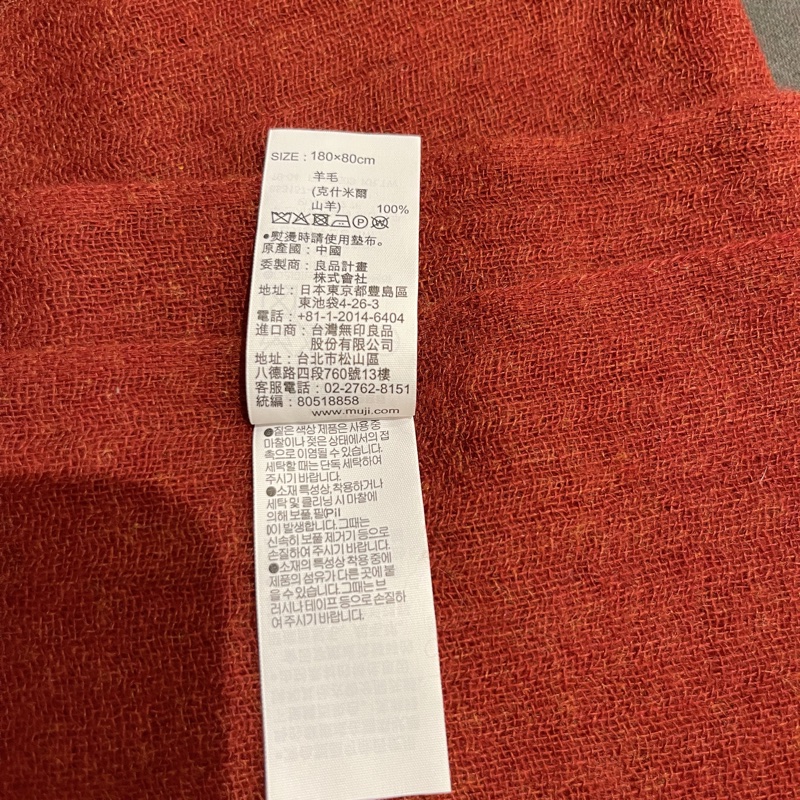 SIZE : 180×80cm
羊毛
(克什米爾
山羊) 100%
P W
•熨燙時請使用墊布。
原產國：中國
委製商：良品計畫
株式會社
地址：日本東京都豐島區
東池袋4-26-3
電話：+81-1-2014-6404
進口商：台灣無印良品
股份有限公司
地址：台北市松山區
八德路四段760號13樓
客服電話：02-2762-8151
統編：80518858
www.muji.com
●짙은 색상 제품은 사용 중
마찰이나 젖은 상태에서의 접
촉으로 이염될 수 있습니다.
세탁할 때는 단독 세탁하여
주시기 바랍니다.
●소재 특성상, 착용하거나
세탁 및 클리닝 시 마찰에
의해 보풀, 필(Pil
l)이 발생합니다. 그때는
신속히 보풀 제거기 등으로
손질하여 주시기 바랍니다.
●소재의 특성상 착용 중에
제품의 섬유가 다른 곳에 붙
을 수 있습니다. 그때는 브
러시나 테이프 등으로 손질하
여 주시기 바랍니다.